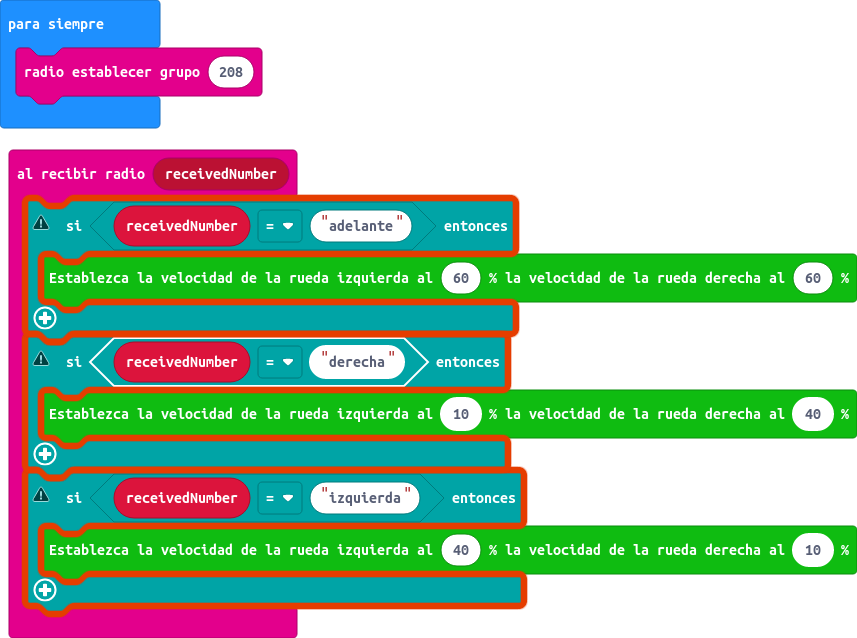 para siempre
radio establecer grupo 208
al recibir radio receivedNumber
si receivedNumber = "adelante" entonces
Establezca la velocidad de la rueda izquierda al 60 % la velocidad de la rueda derecha al 60 %
si receivedNumber = "derecha" entonces
Establezca la velocidad de la rueda izquierda al 10 % la velocidad de la rueda derecha al 40 %
si receivedNumber = "izquierda" entonces
Establezca la velocidad de la rueda izquierda al 40 % la velocidad de la rueda derecha al 10 %